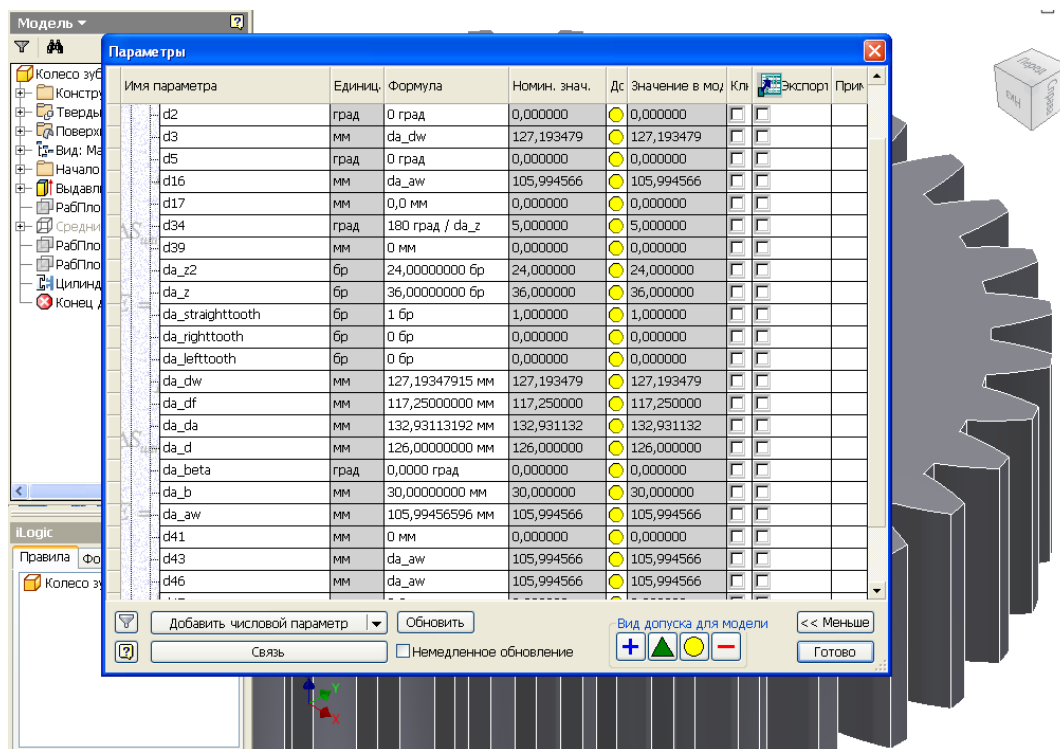 Модель
Параметры
Колесо зуб
Констру
Тверды
Поверх
Вид: Ма
Начало
Выдавл
РабПло
Средни
РабПло
РабПло
Цилинд
Конец д
Имя параметра Единиц. Формула Номин. знач. Дс Значение в мод Клю Экспорт Прим
d2 град 0 град 0,000000 0,000000
d3 мм da_dw 127,193479 127,193479
d5 град 0 град 0,000000 0,000000
d16 мм da_aw 105,994566 105,994566
d17 мм 0,0 мм 0,000000 0,000000
d34 град 180 град / da_z 5,000000 5,000000
d39 мм 0 мм 0,000000 0,000000
da_z2 бр 24,00000000 бр 24,000000 24,000000
da_z бр 36,00000000 бр 36,000000 36,000000
da_straighttooth бр 1 бр 1,000000 1,000000
da_righttooth бр 0 бр 0,000000 0,000000
da_lefttooth бр 0 бр 0,000000 0,000000
da_dw мм 127,19347915 мм 127,193479 127,193479
da_df мм 117,25000000 мм 117,250000 117,250000
da_da мм 132,93113192 мм 132,931132 132,931132
da_d мм 126,00000000 мм 126,000000 126,000000
da_beta град 0,0000 град 0,000000 0,000000
da_b мм 30,00000000 мм 30,000000 30,000000
da_aw мм 105,99456596 мм 105,994566 105,994566
d41 мм 0 мм 0,000000 0,000000
d43 мм da_aw 105,994566 105,994566
d46 мм da_aw 105,994566 105,994566
Добавить числовой параметр Обновить Вид допуска для модели << Меньше
Связь Немедленное обновление Готово
iLogic
Правила Фо
Колесо зу
Перед
Справа
Низ
Y
X